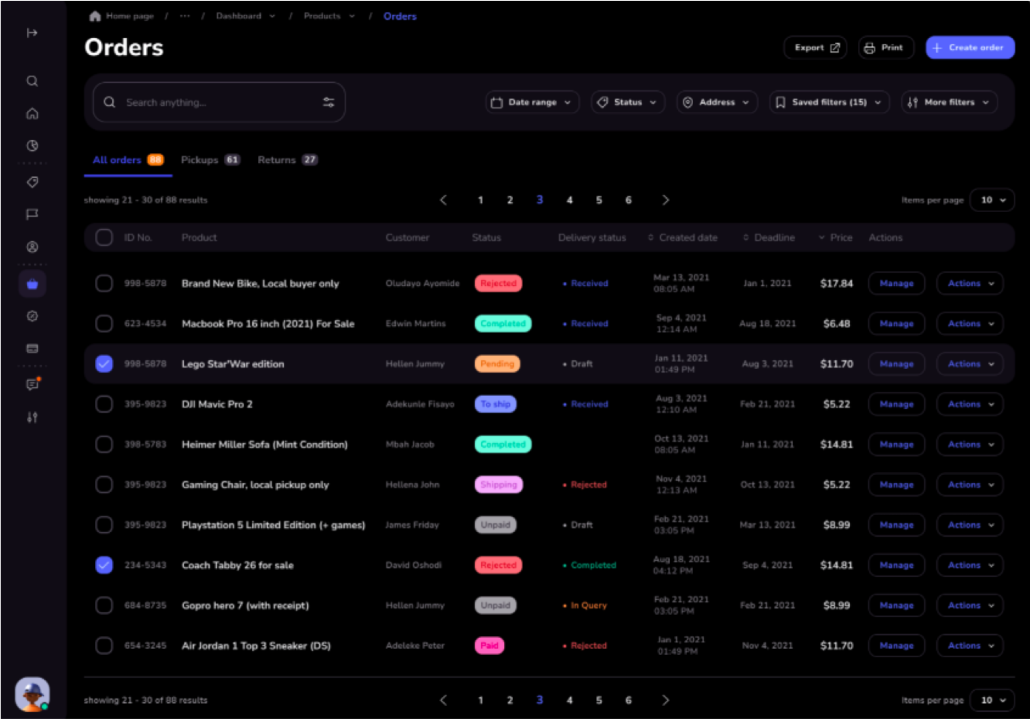 Home page / ... / Dashboard / Products / Orders
Orders
Export Print Create order
Search anything... Date range Status Address Saved filters (15) More filters
All orders 88 Pickups 61 Returns 27
showing 21 - 30 of 88 results 1 2 3 4 5 6 Items per page 10
ID No. Product Customer Status Delivery status Created date Deadline Price Actions
998-5878 Brand New Bike, Local buyer only Oludayo Ayomide Rejected Received Mar 13, 2021 08:05 AM Jan 1, 2021 $17.84 Manage Actions
623-4534 Macbook Pro 16 inch (2021) For Sale Edwin Martins Completed Received Sep 4, 2021 12:14 AM Aug 18, 2021 $6.48 Manage Actions
998-5878 Lego Star'War edition Hellen Jummy Pending Draft Jan 11, 2021 01:49 PM Aug 3, 2021 $11.70 Manage Actions
395-9823 DJI Mavic Pro 2 Adekunle Fisayo To ship Received Aug 3, 2021 12:10 AM Feb 21, 2021 $5.22 Manage Actions
398-5783 Heimer Miller Sofa (Mint Condition) Mbah Jacob Completed Oct 13, 2021 08:05 AM Jan 11, 2021 $14.81 Manage Actions
395-9823 Gaming Chair, local pickup only Hellena John Shipping Rejected Nov 4, 2021 12:13 AM Oct 13, 2021 $5.22 Manage Actions
395-9823 Playstation 5 Limited Edition (+ games) James Friday Unpaid Draft Feb 21, 2021 03:05 PM Mar 13, 2021 $8.99 Manage Actions
234-5343 Coach Tabby 26 for sale David Oshodi Rejected Completed Aug 18, 2021 04:12 PM Sep 4, 2021 $14.81 Manage Actions
684-8735 Gopro hero 7 (with receipt) Hellen Jummy Unpaid In Query Feb 21, 2021 03:05 PM Feb 21, 2021 $8.99 Manage Actions
654-3245 Air Jordan 1 Top 3 Sneaker (DS) Adeleke Peter Paid Rejected Jan 1, 2021 01:49 PM Nov 4, 2021 $11.70 Manage Actions
showing 21 - 30 of 88 results 1 2 3 4 5 6 Items per page 10